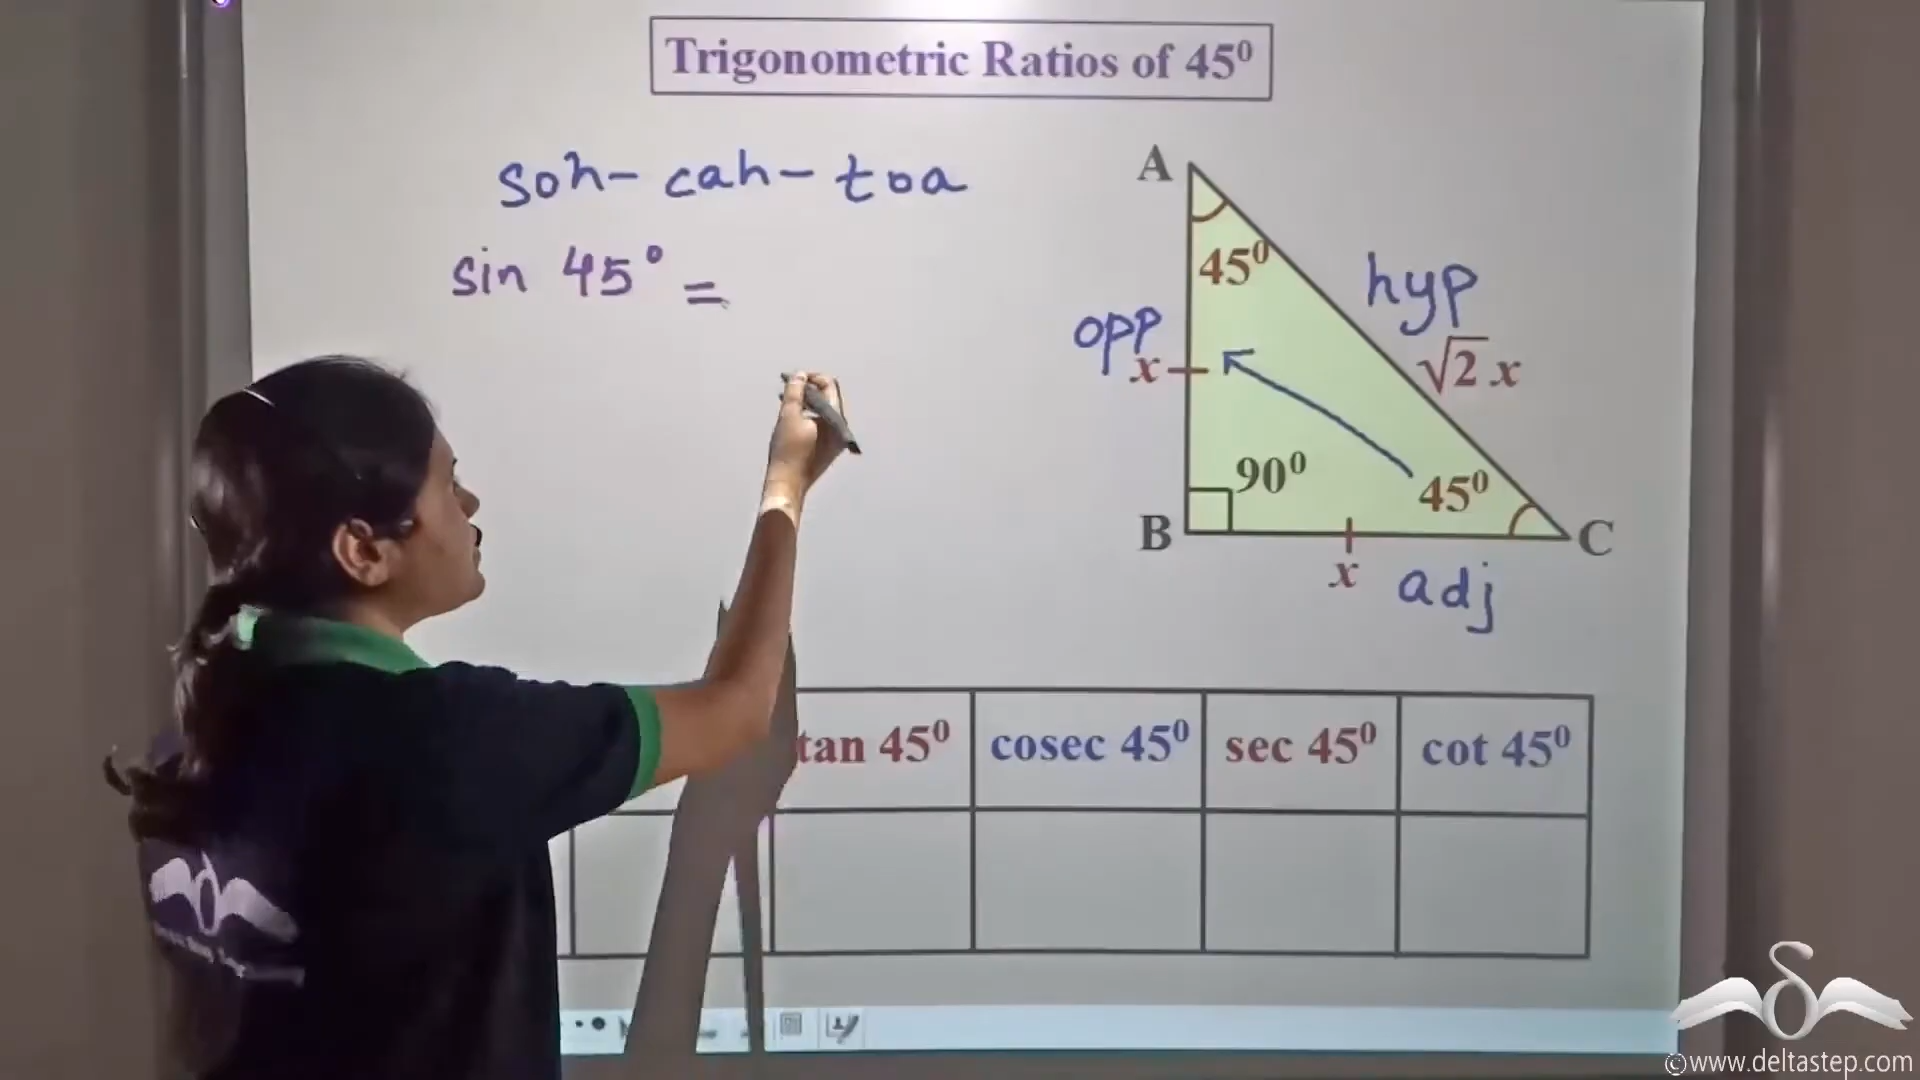 Trigonometric Ratios of 45⁰
soh- cah- toa
sin 45° =
A
45⁰
hyp
opp
x
√2 x
90⁰
45⁰
B
C
x
adj
tan 45⁰ cosec 45⁰ sec 45⁰ cot 45⁰
©www.deltastep.com